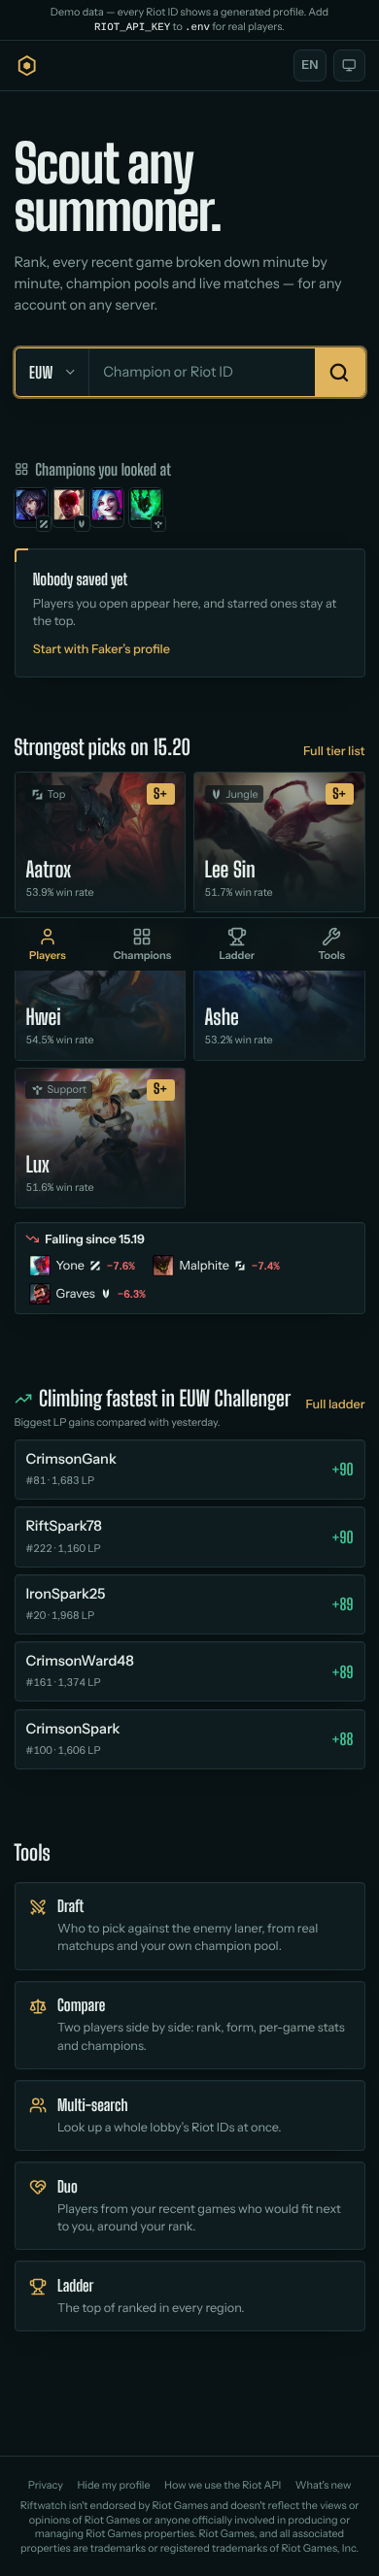 Demo data — every Riot ID shows a generated profile. Add
RIOT_API_KEY to .env for real players.
EN
Scout any
summoner.
Rank, every recent game broken down minute by
minute, champion pools and live matches — for any
account on any server.
EUW
Champion or Riot ID
Champions you looked at
Nobody saved yet
Players you open appear here, and starred ones stay at
the top.
Start with Faker's profile
Strongest picks on 15.20
Full tier list
Top
S+
Jungle
S+
Aatrox
53.9% win rate
Lee Sin
51.7% win rate
Players
Champions
Ladder
Tools
Hwei
54.5% win rate
Ashe
53.2% win rate
Support
S+
Lux
51.6% win rate
Falling since 15.19
Yone −7.6%
Malphite −7.4%
Graves −6.3%
Climbing fastest in EUW Challenger
Full ladder
Biggest LP gains compared with yesterday.
CrimsonGank
#81 · 1,683 LP
+90
RiftSpark78
#222 · 1,160 LP
+90
IronSpark25
#20 · 1,968 LP
+89
CrimsonWard48
#161 · 1,374 LP
+89
CrimsonSpark
#100 · 1,606 LP
+88
Tools
Draft
Who to pick against the enemy laner, from real
matchups and your own champion pool.
Compare
Two players side by side: rank, form, per-game stats
and champions.
Multi-search
Look up a whole lobby's Riot IDs at once.
Duo
Players from your recent games who would fit next
to you, around your rank.
Ladder
The top of ranked in every region.
Privacy
Hide my profile
How we use the Riot API
What's new
Riftwatch isn't endorsed by Riot Games and doesn't reflect the views or
opinions of Riot Games or anyone officially involved in producing or
managing Riot Games properties. Riot Games, and all associated
properties are trademarks or registered trademarks of Riot Games, Inc.